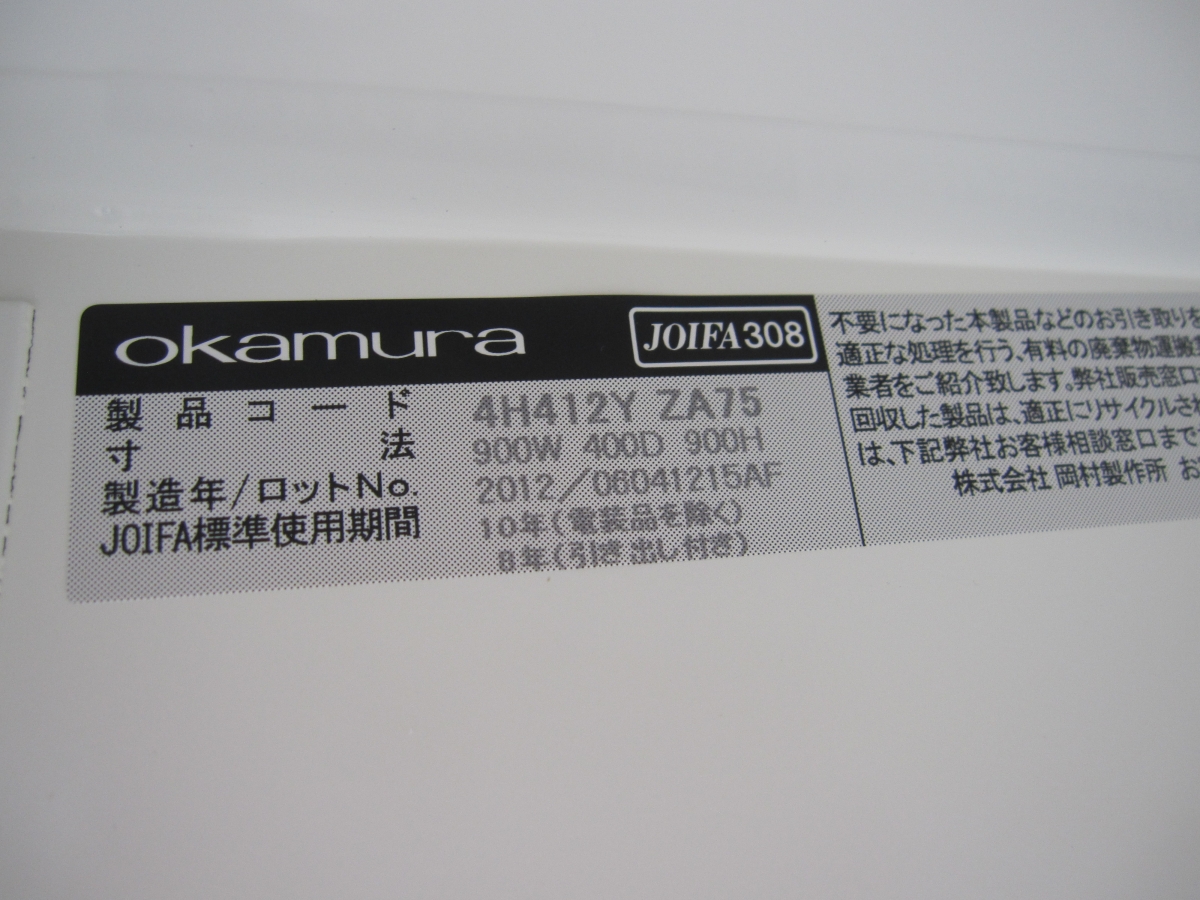 okamura
JOIFA308
製品コード 4H412Y ZA75
寸法 900W 400D 900H
製造年/ロットNo. 2012/06041215AF
JOIFA標準使用期間 10年(電装品を除く)
8年(引き出し付き)
不要になった本製品などのお引き取りを
適正な処理を行う、有料の廃棄物運搬
業者をご紹介致します。弊社販売窓口
回収した製品は、適正にリサイクルさ
は、下記弊社お客様相談窓口まで
株式会社 岡村製作所 お